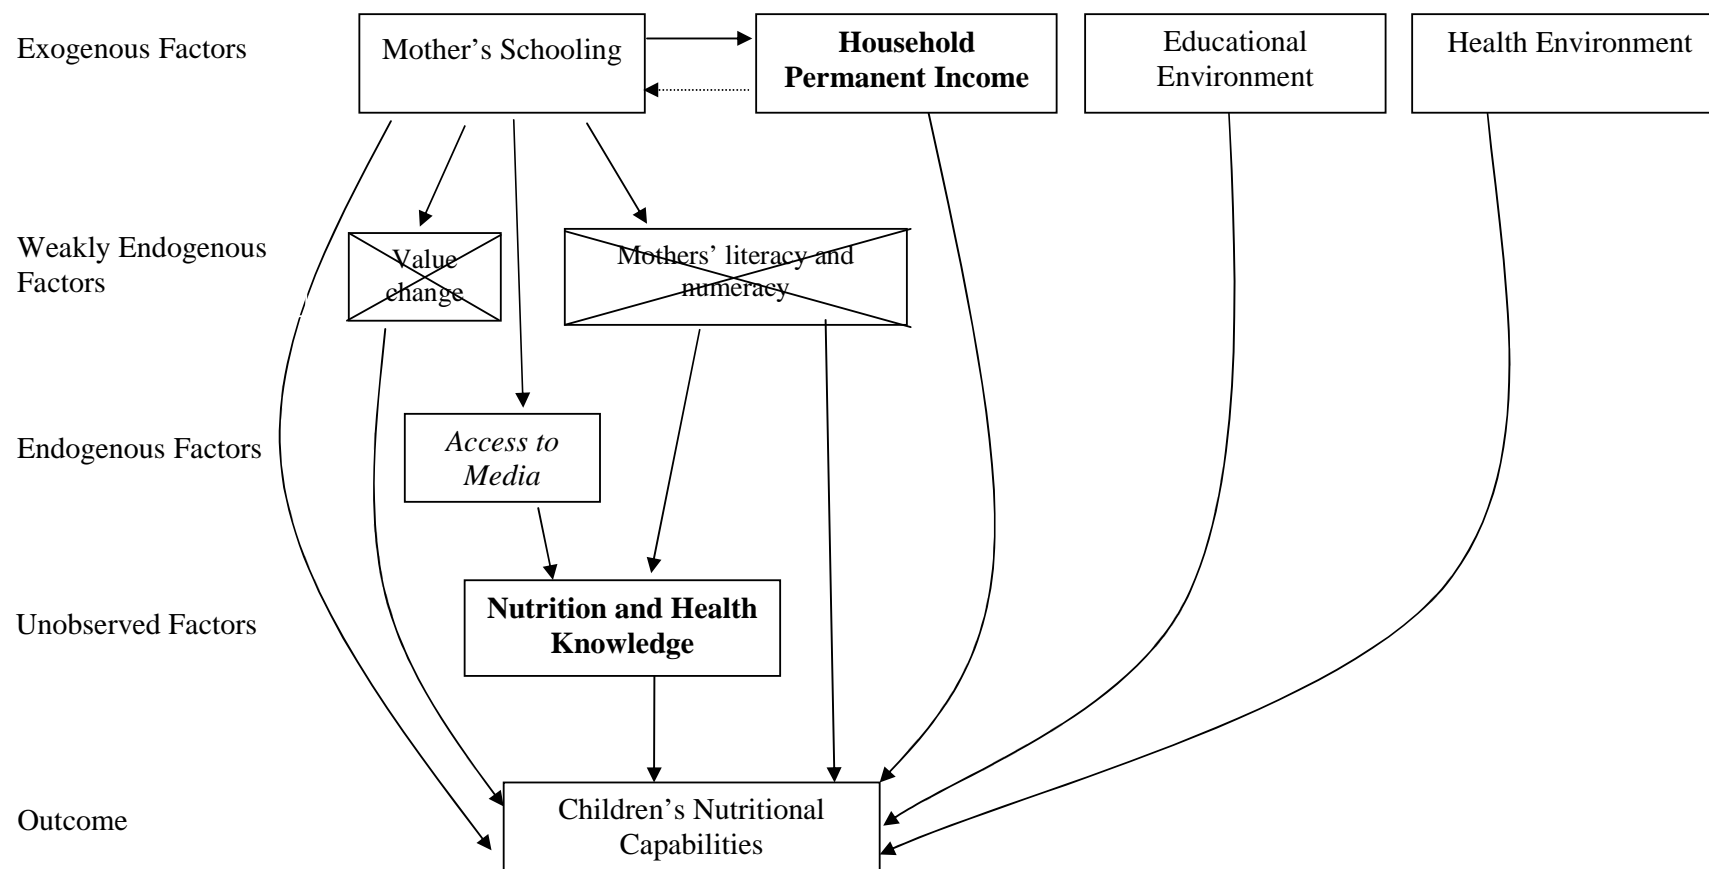 Exogenous Factors
Mother’s Schooling
Household
Permanent Income
Educational
Environment
Health Environment
Weakly Endogenous
Factors
Value
change
Mothers’ literacy and
numeracy
Endogenous Factors
Access to
Media
Unobserved Factors
Nutrition and Health
Knowledge
Outcome
Children’s Nutritional
Capabilities